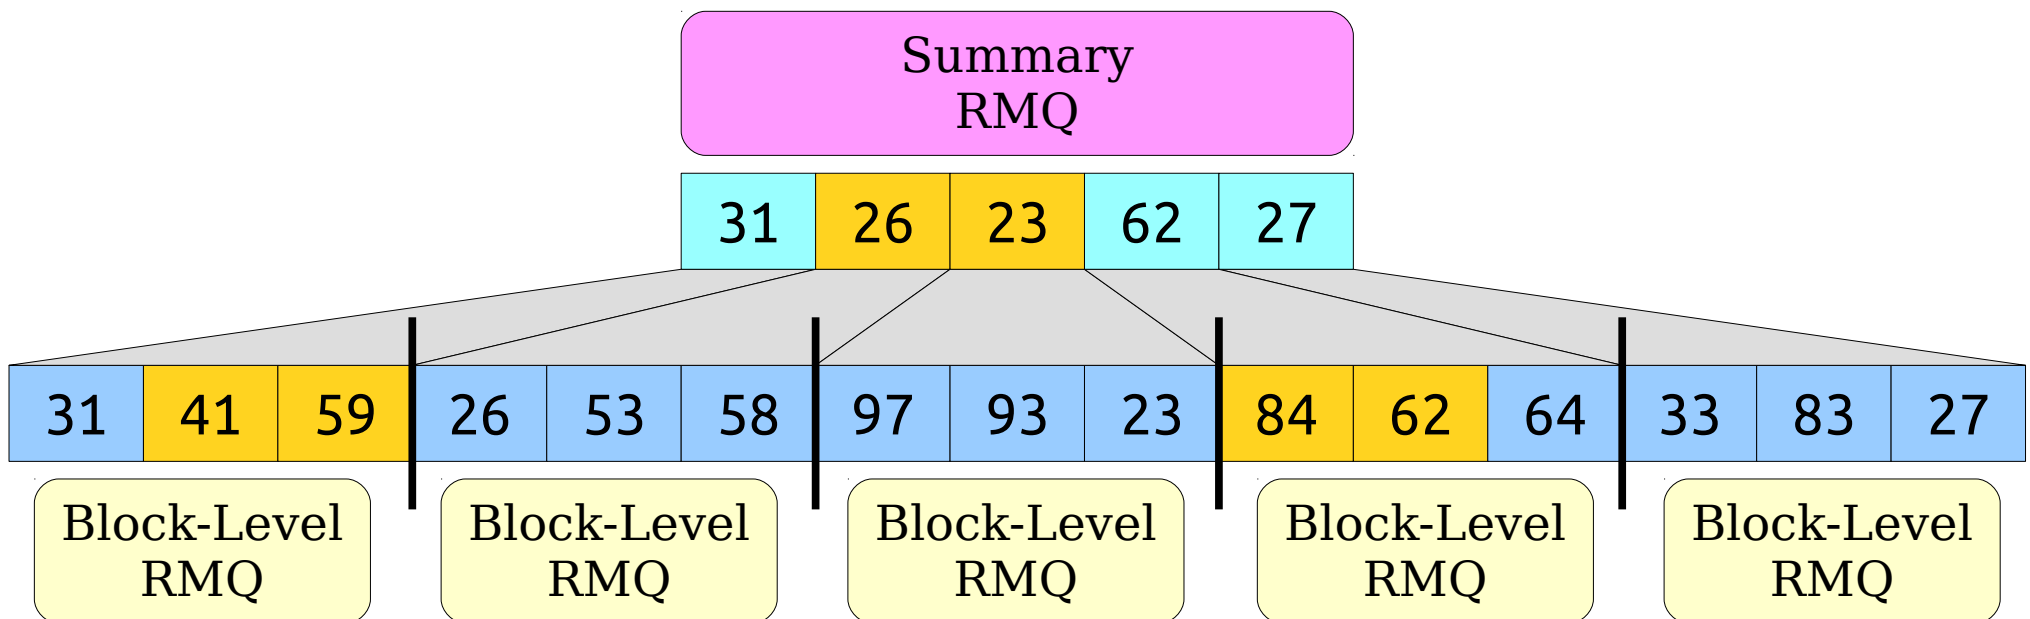 Summary
RMQ
31 26 23 62 27
31 41 59 26 53 58 97 93 23 84 62 64 33 83 27
Block-Level Block-Level Block-Level Block-Level Block-Level
RMQ RMQ RMQ RMQ RMQ